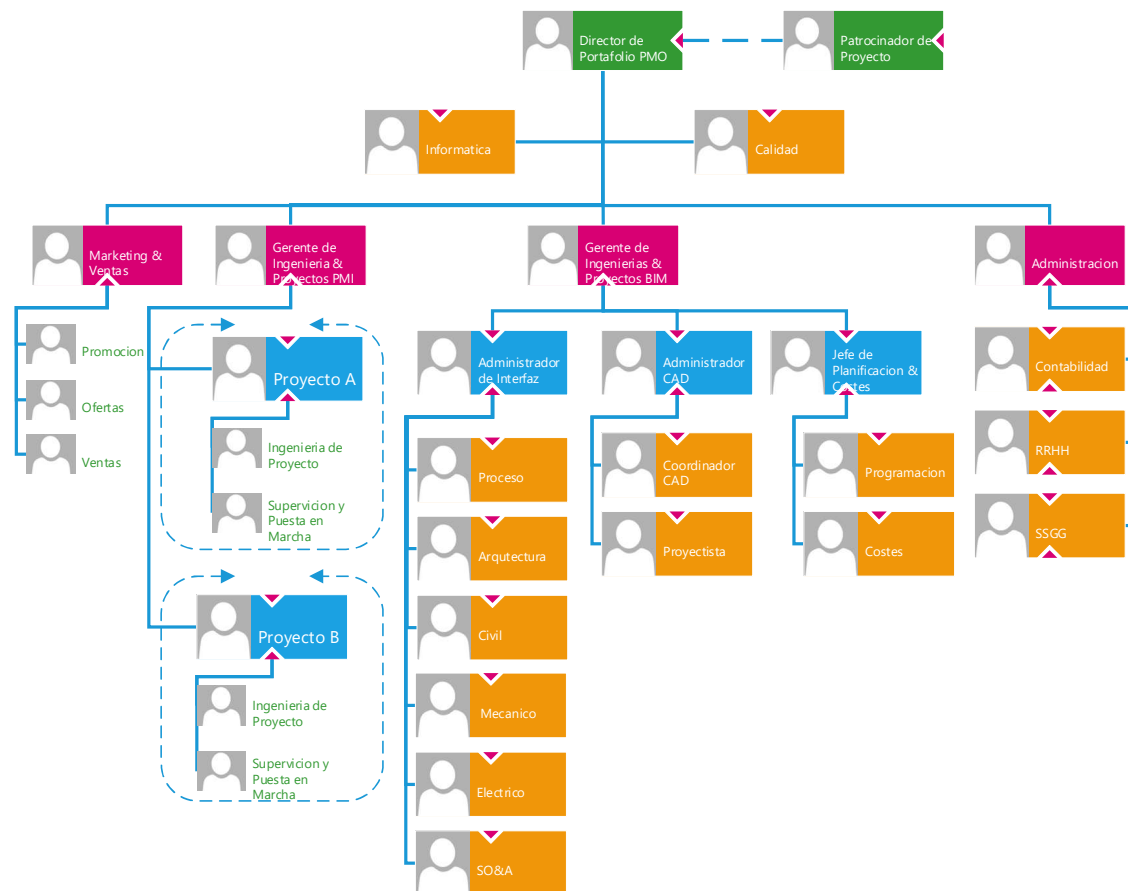 Director de
Portafolio PMO
Patrocinador de
Proyecto
Informatica
Calidad
Marketing &
Ventas
Gerente de
Ingenieria &
Proyectos PMI
Gerente de
Ingenierias &
Proyectos BIM
Administracion
Promocion
Ofertas
Ventas
Proyecto A
Ingenieria de
Proyecto
Supervicion y
Puesta en
Marcha
Proyecto B
Ingenieria de
Proyecto
Supervicion y
Puesta en
Marcha
Administrador
de Interfaz
Administrador
CAD
Jefe de
Planificacion &
Costes
Proceso
Arqutectura
Civil
Mecanico
Electrico
SO&A
Coordinador
CAD
Proyectista
Programacion
Costes
Contabilidad
RRHH
SSGG